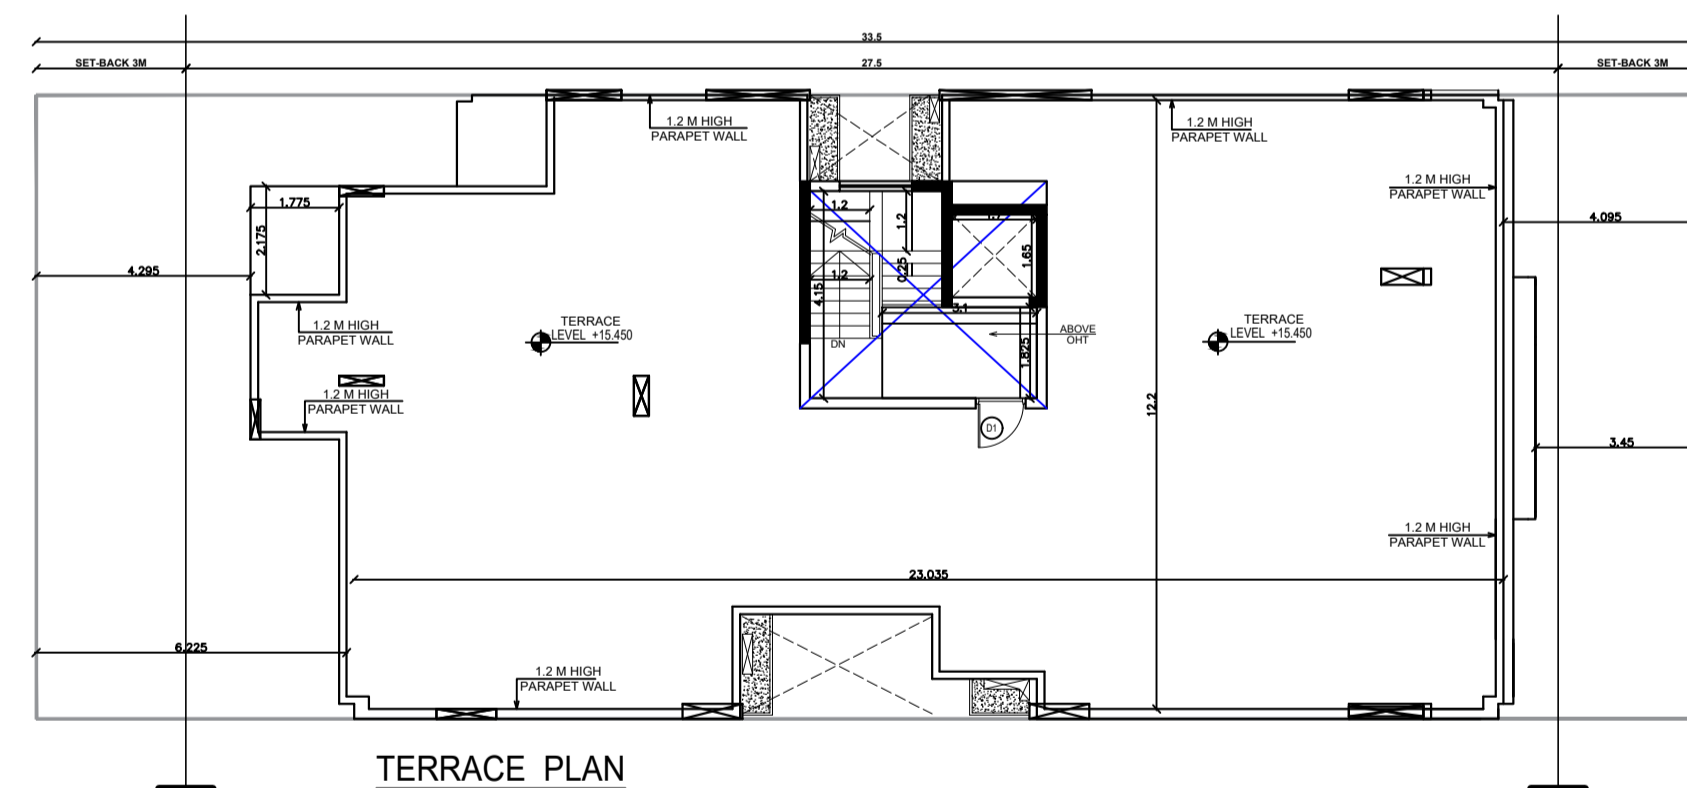 33.5
SET-BACK 3M
27.5
SET-BACK 3M
1.2 M HIGH
PARAPET WALL
1.2 M HIGH
PARAPET WALL
1.2 M HIGH
PARAPET WALL
1.775
2.175
1.2
1.2
4.095
4.295
1.2
0.25
1.65
4.15
3.1
1.2 M HIGH
PARAPET WALL
TERRACE
LEVEL +15.450
DN
ABOVE
OHT
1.825
TERRACE
LEVEL +15.450
1.2 M HIGH
PARAPET WALL
12.2
D1
3.45
1.2 M HIGH
PARAPET WALL
23.035
6.225
1.2 M HIGH
PARAPET WALL
TERRACE PLAN